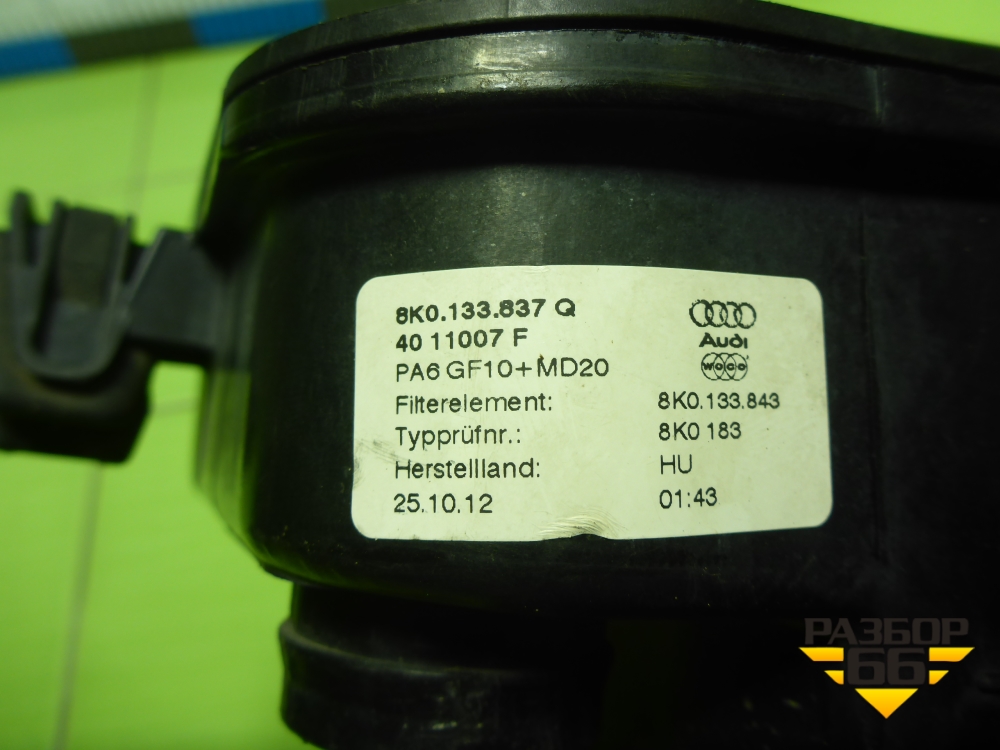 8K0.133.837 Q
40 11007 F
PA6 GF10+MD20
Audi
woco
Filterelement: 8K0.133.843
Typprüfnr.: 8K0 183
Herstellland: HU
25.10.12 01:43
РАЗБОР
66